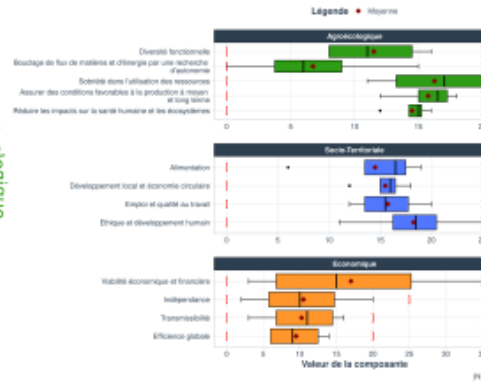 Légende Moyenne
Agroécologique
Diversité fonctionnelle
Bouclage de flux de matières et d'énergie par une recherche
d'autonomie
Sobriété dans l'utilisation des ressources
Assurer des conditions favorables à la production à moyen
et long terme
Réduire les impacts sur la santé humaine et les écosystèmes
0 5 10 15
Socio-Territoriale
Alimentation
Développement local et économie circulaire
Emploi et qualité au travail
Ethique et développement humain
0 5 10 15 20
Economique
Viabilité économique et financière
Indépendance
Transmissibilité
Efficience globale
0 5 10 15 20 25 30
Valeur de la composante